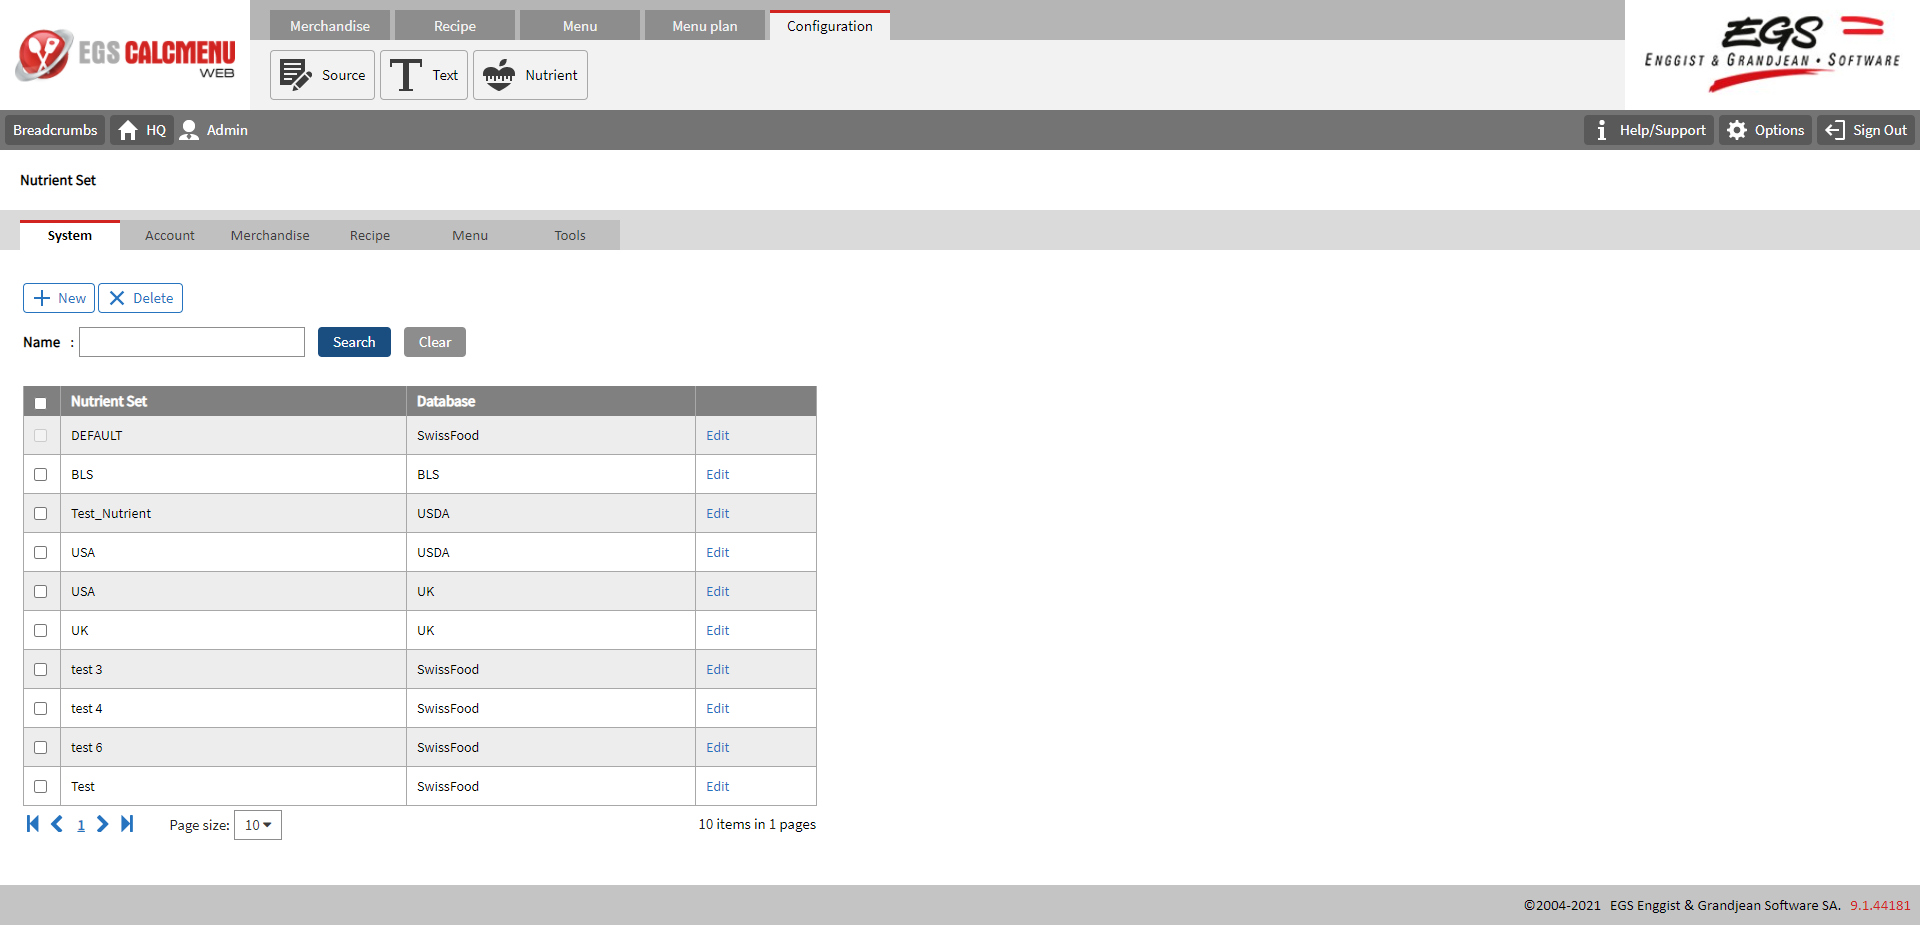 EGS CALCMENU
WEB
Merchandise Recipe Menu Menu plan Configuration
Source Text Nutrient
EGS
ENGGIST & GRANDJEAN • SOFTWARE
Breadcrumbs HQ Admin Help/Support Options Sign Out
Nutrient Set
System Account Merchandise Recipe Menu Tools
New Delete
Name : Search Clear
Nutrient Set Database
DEFAULT SwissFood Edit
BLS BLS Edit
Test_Nutrient USDA Edit
USA USDA Edit
USA UK Edit
UK UK Edit
test 3 SwissFood Edit
test 4 SwissFood Edit
test 6 SwissFood Edit
Test SwissFood Edit
1 Page size: 10 10 items in 1 pages
©2004-2021 EGS Enggist & Grandjean Software SA. 9.1.44181